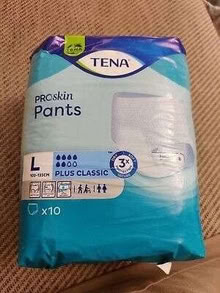 TENA
PROskin
Pants
L
100-135CM
PLUS CLASSIC
3x
x10